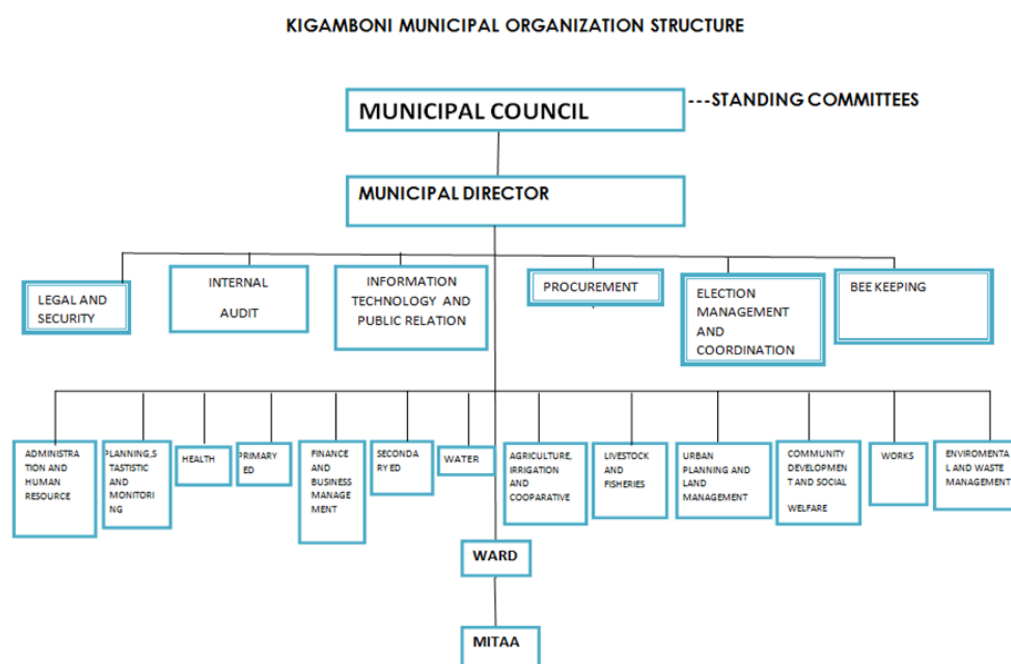 KIGAMBONI MUNICIPAL ORGANIZATION STRUCTURE
MUNICIPAL COUNCIL
---STANDING COMMITTEES
MUNICIPAL DIRECTOR
LEGAL AND
SECURITY
INTERNAL
AUDIT
INFORMATION
TECHNOLOGY AND
PUBLIC RELATION
PROCUREMENT
ELECTION
MANAGEMENT
AND
COORDINATION
BEE KEEPING
ADMINISTRA
TION AND
HUMAN
RESOURCE
PLANNING,S
TASTISTIC
AND
MONITORI
NG
HEALTH
PRIMARY
ED
FINANCE
AND
BUSINESS
MANAGE
MENT
SECONDA
RY ED
WATER
AGRICULTURE,
IRRIGATION
AND
COOPARATIVE
LIVESTOCK
AND
FISHERIES
URBAN
PLANNING AND
LAND
MANAGEMENT
COMMUNITY
DEVELOPMEN
T AND SOCIAL
WELFARE
WORKS
ENVIROMENTA
L AND WASTE
MANAGEMENT
WARD
MITAA